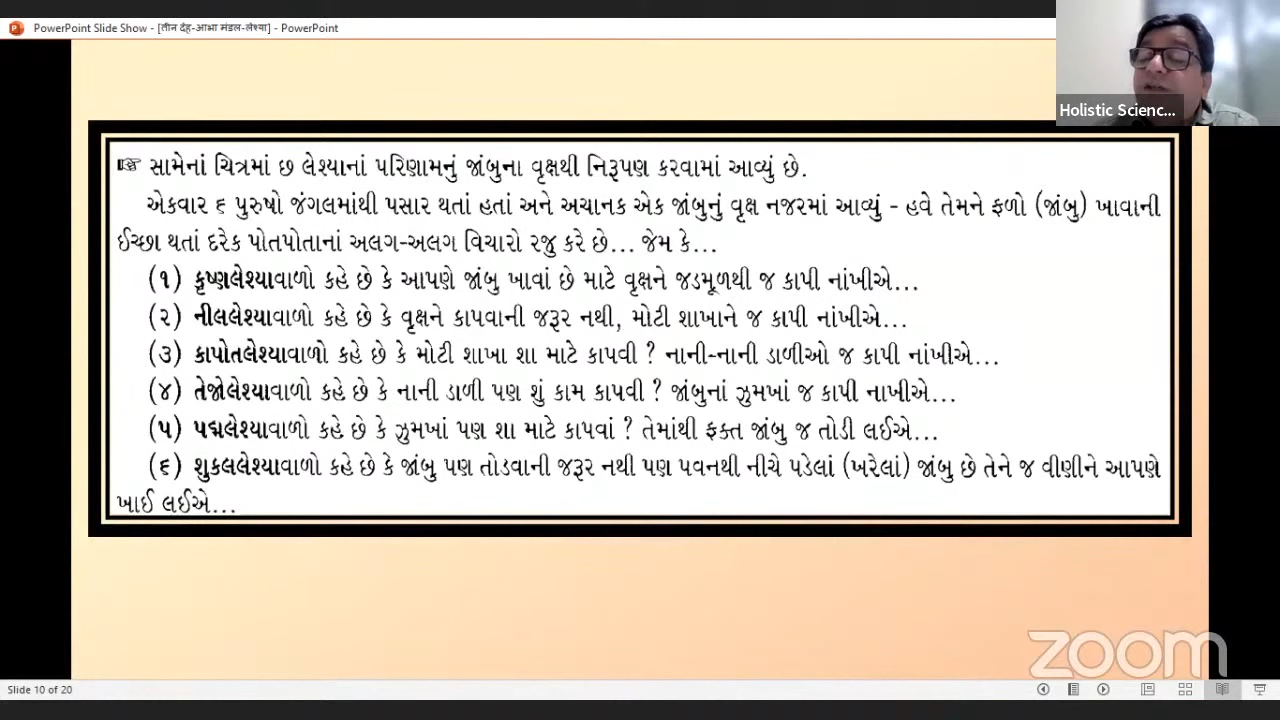 PowerPoint Slide Show - [तीन देह-आभा मंडल-लेश्या] - PowerPoint
Holistic Scienc...
☞ સામેનાં ચિત્રમાં છ લેશ્યાનાં પરિણામનું જાંબુના વૃક્ષથી નિરૂપણ કરવામાં આવ્યું છે.
એકવાર ૬ પુરુષો જંગલમાંથી પસાર થતાં હતાં અને અચાનક એક જાંબુનું વૃક્ષ નજરમાં આવ્યું - હવે તેમને ફળો (જાંબુ) ખાવાની
ઈચ્છા થતાં દરેક પોતપોતાનાં અલગ-અલગ વિચારો રજુ કરે છે... જેમ કે...
(૧) કૃષ્ણલેશ્યાવાળો કહે છે કે આપણે જાંબુ ખાવાં છે માટે વૃક્ષને જડમૂળથી જ કાપી નાંખીએ...
(૨) નીલલેશ્યાવાળો કહે છે કે વૃક્ષને કાપવાની જરૂર નથી, મોટી શાખાને જ કાપી નાંખીએ...
(૩) કાપોતલેશ્યાવાળો કહે છે કે મોટી શાખા શા માટે કાપવી ? નાની-નાની ડાળીઓ જ કાપી નાંખીએ...
(૪) તેજોલેશ્યાવાળો કહે છે કે નાની ડાળી પણ શું કામ કાપવી ? જાંબુનાં ઝુમખાં જ કાપી નાખીએ...
(૫) પદ્મલેશ્યાવાળો કહે છે કે ઝુમખાં પણ શા માટે કાપવાં ? તેમાંથી ફક્ત જાંબુ જ તોડી લઈએ...
(૬) શુકલલેશ્યાવાળો કહે છે કે જાંબુ પણ તોડવાની જરૂર નથી પણ પવનથી નીચે પડેલાં (ખરેલાં) જાંબુ છે તેને જ વીણીને આપણે
ખાઈ લઈએ...
zoom
Slide 10 of 20